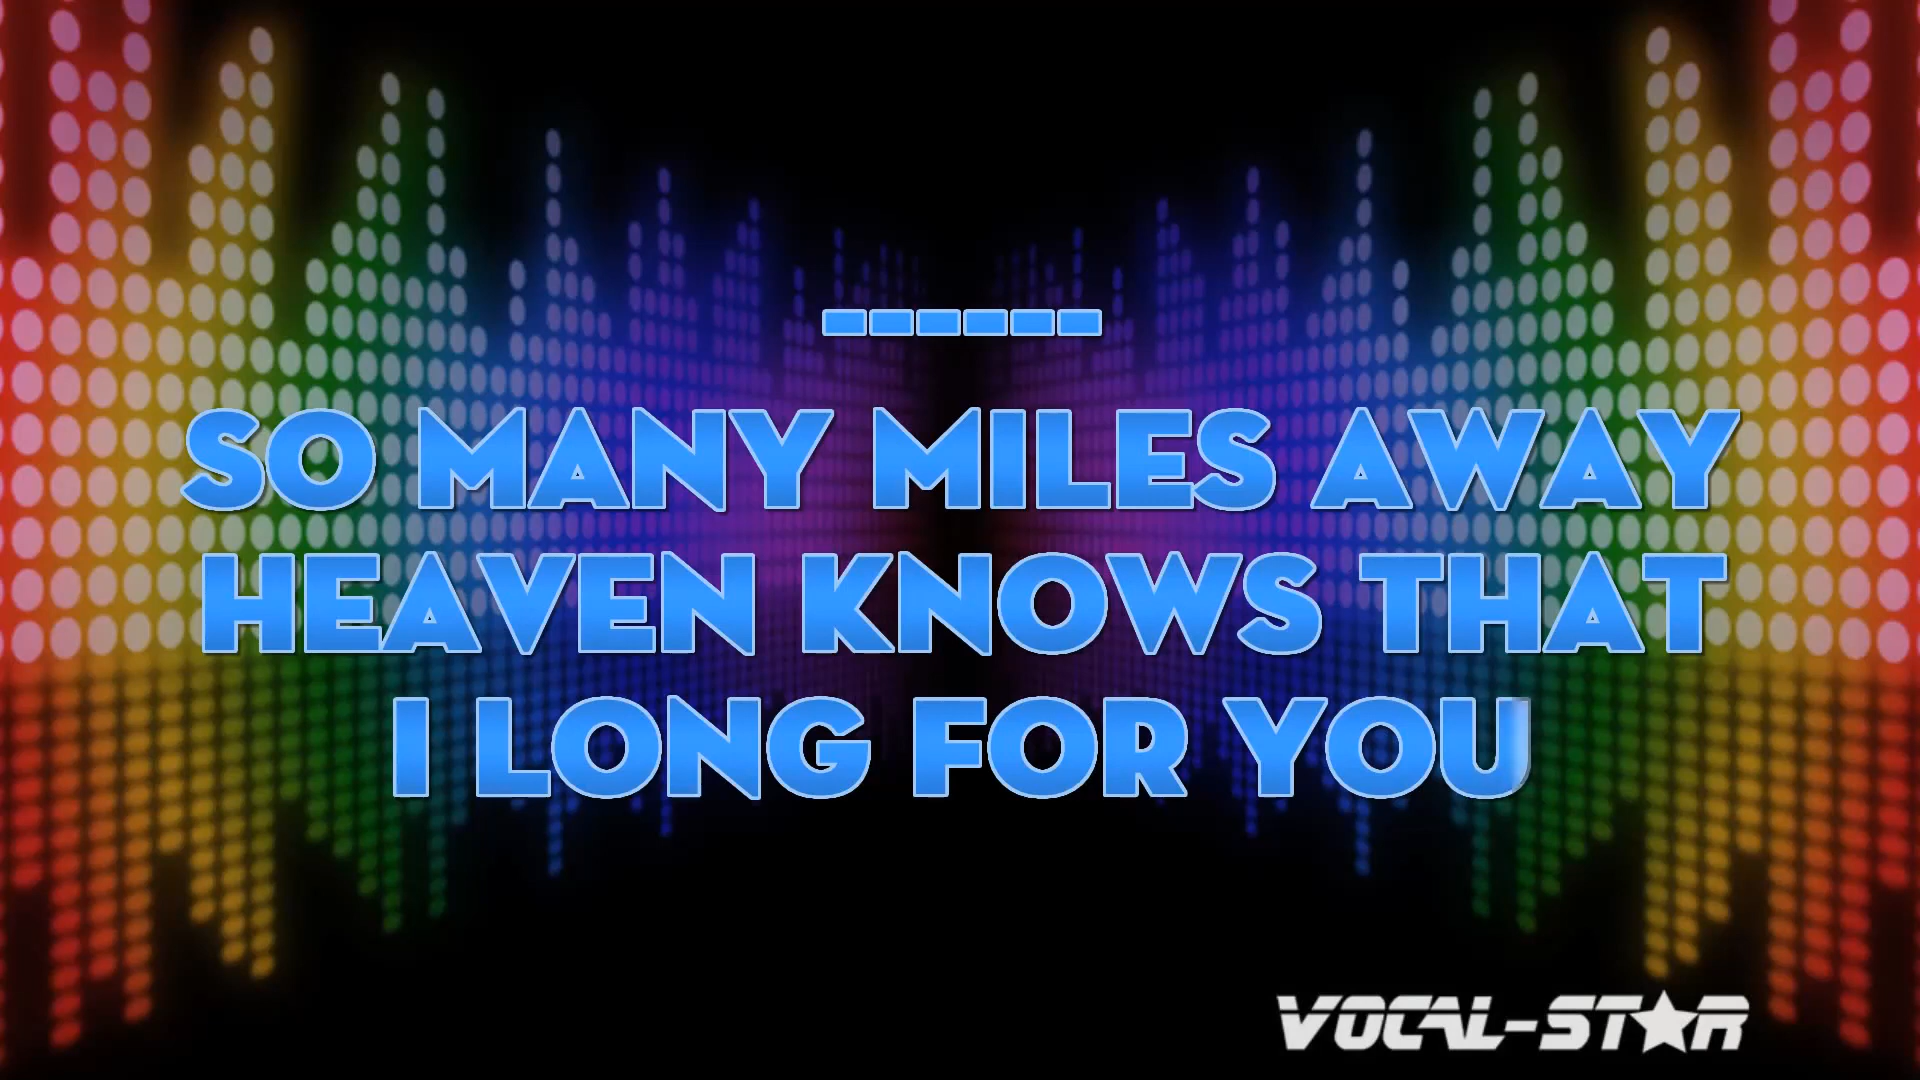 ------
SO MANY MILES AWAY
HEAVEN KNOWS THAT
I LONG FOR YOU
VOCAL-STAR